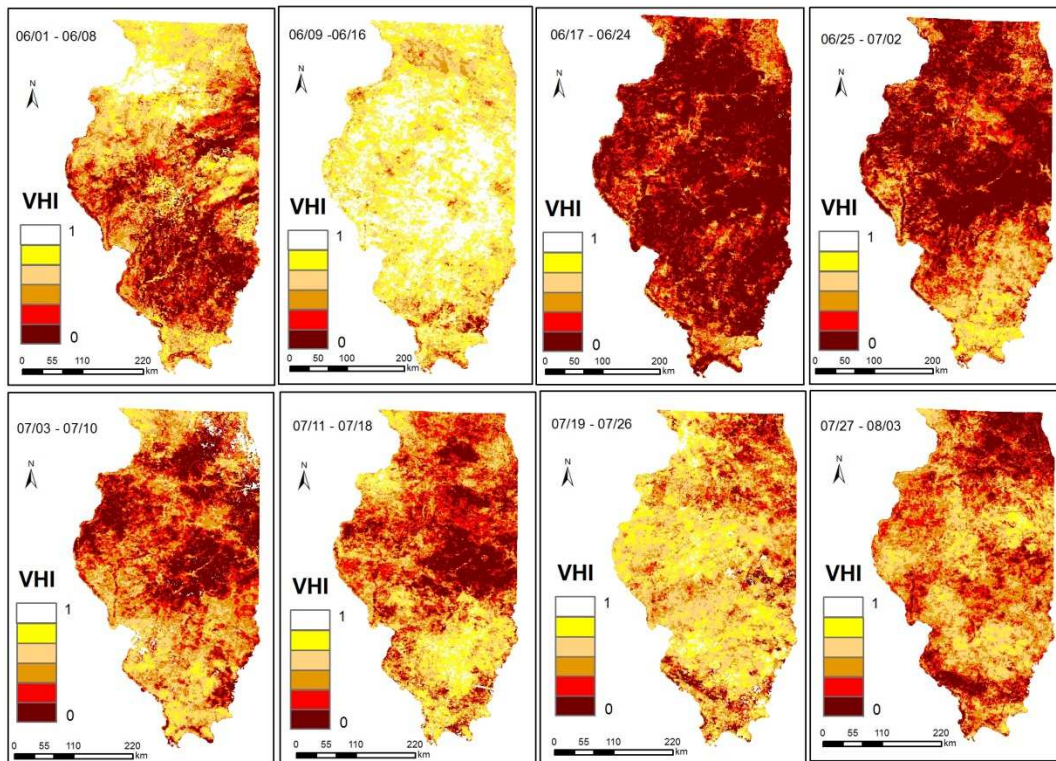 06/01 - 06/08
N
VHI
1
0
0 55 110 220
km
06/09 -06/16
N
VHI
1
0
0 50 100 200
km
06/17 - 06/24
N
VHI
1
0
0 50 100 200
km
06/25 - 07/02
N
VHI
1
0
0 50 100 200
km
07/03 - 07/10
N
VHI
1
0
0 55 110 220
km
07/11 - 07/18
N
VHI
1
0
0 55 110 220
km
07/19 - 07/26
N
VHI
1
0
0 55 110 220
km
07/27 - 08/03
N
VHI
1
0
0 55 110 220
km